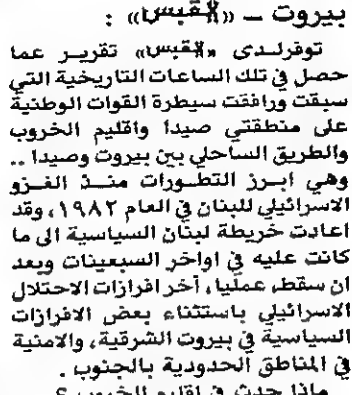 بيروت ــ «القبس» :
توفر لدى «القبس» تقرير عما
حصل في تلك الساعات التاريخية التي
سبقت ورافقت سيطرة القوات الوطنية
على منطقتي صيدا واقليم الخروب
والطريق الساحلي بين بيروت وصيدا ..
وهي ابرز التطورات منذ الغزو
الاسرائيلي للبنان في العام ١٩٨٢ ، وقد
اعادت خريطة لبنان السياسية الى ما
كانت عليه في اواخر السبعينات وبعد
ان سقط، عمليا، آخر افرازات الاحتلال
الاسرائيلي باستثناء بعض الافرازات
السياسية في بيروت الشرقية، والامنية
في المناطق الحدودية بالجنوب .
ماذا حدث في اقليم الخروب ؟